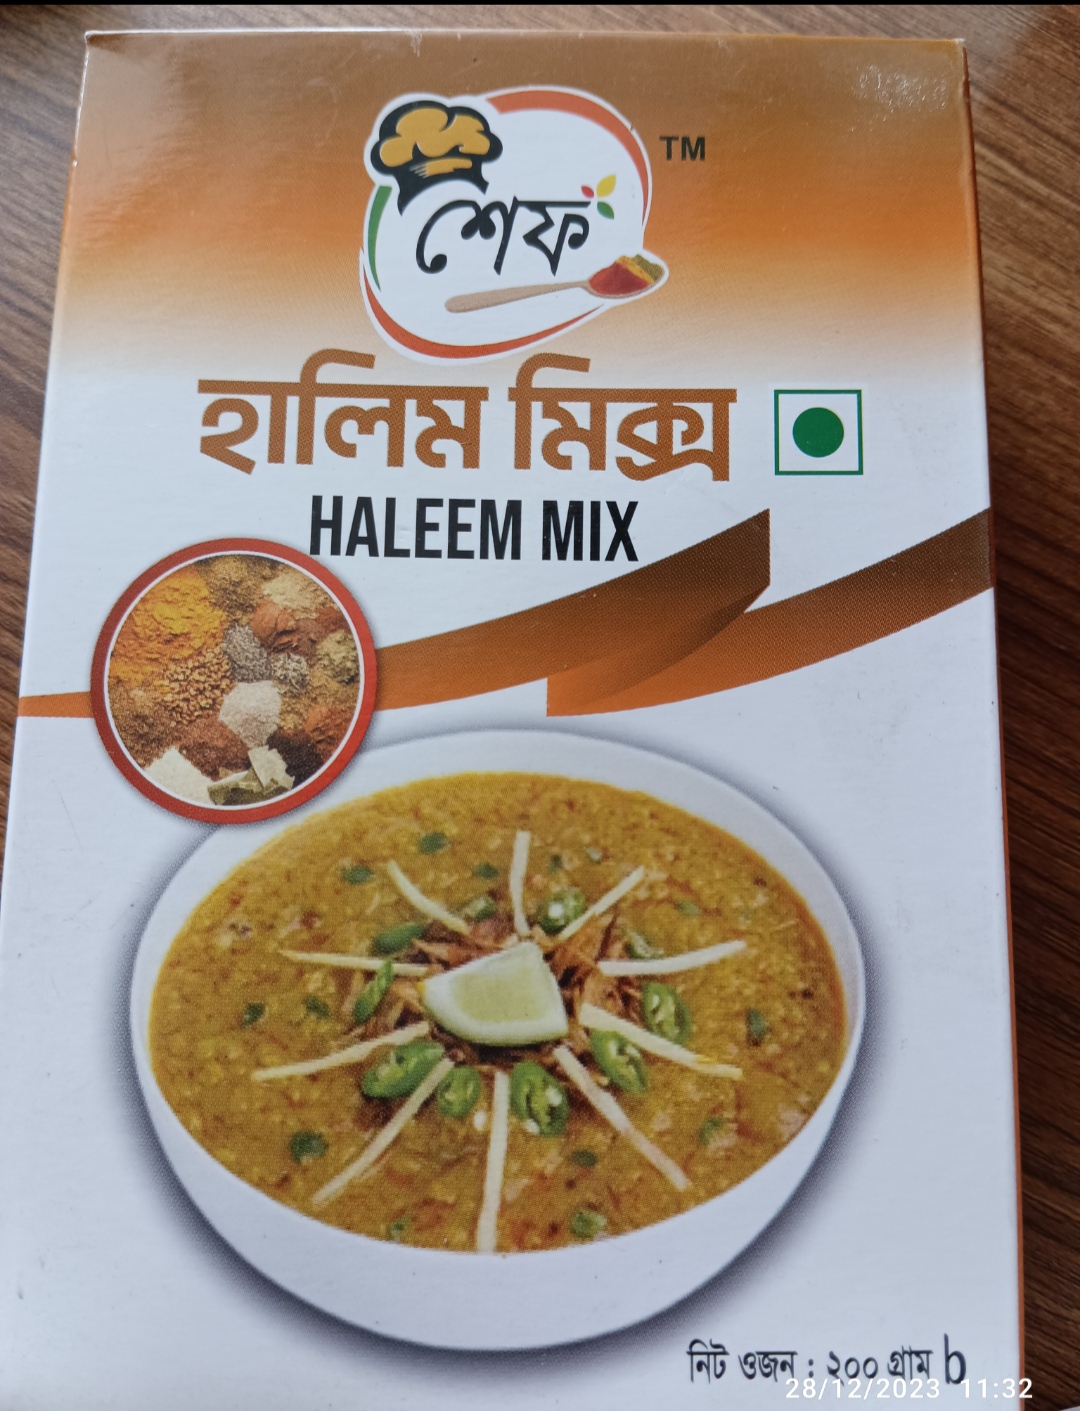 শেফ
TM
হালিম মিক্স
HALEEM MIX
নিট ওজন : ২০০ গ্রাম b
28/12/2023 11:32